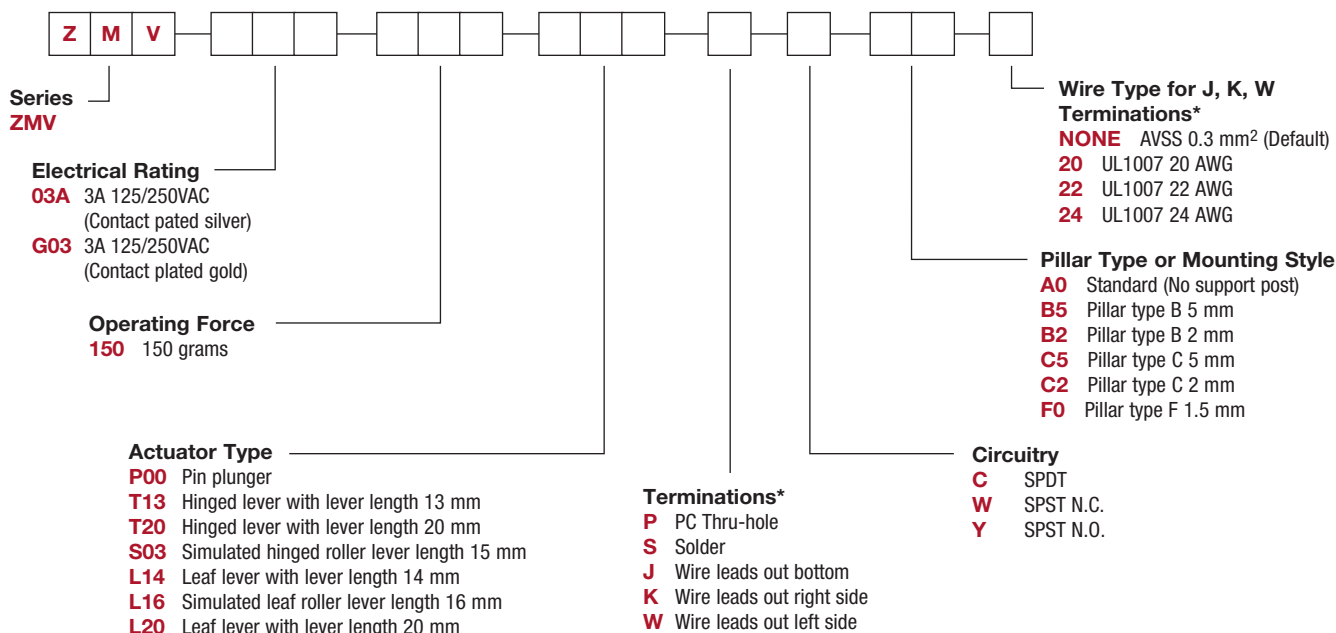 Z M V
Series
ZMV
Electrical Rating
03A 3A 125/250VAC
(Contact pated silver)
G03 3A 125/250VAC
(Contact plated gold)
Operating Force
150 150 grams
Actuator Type
P00 Pin plunger
T13 Hinged lever with lever length 13 mm
T20 Hinged lever with lever length 20 mm
S03 Simulated hinged roller lever length 15 mm
L14 Leaf lever with lever length 14 mm
L16 Simulated leaf roller lever length 16 mm
L20 Leaf lever with lever length 20 mm
Terminations*
P PC Thru-hole
S Solder
J Wire leads out bottom
K Wire leads out right side
W Wire leads out left side
Circuitry
C SPDT
W SPST N.C.
Y SPST N.O.
Pillar Type or Mounting Style
A0 Standard (No support post)
B5 Pillar type B 5 mm
B2 Pillar type B 2 mm
C5 Pillar type C 5 mm
C2 Pillar type C 2 mm
F0 Pillar type F 1.5 mm
Wire Type for J, K, W
Terminations*
NONE AVSS 0.3 mm² (Default)
20 UL1007 20 AWG
22 UL1007 22 AWG
24 UL1007 24 AWG